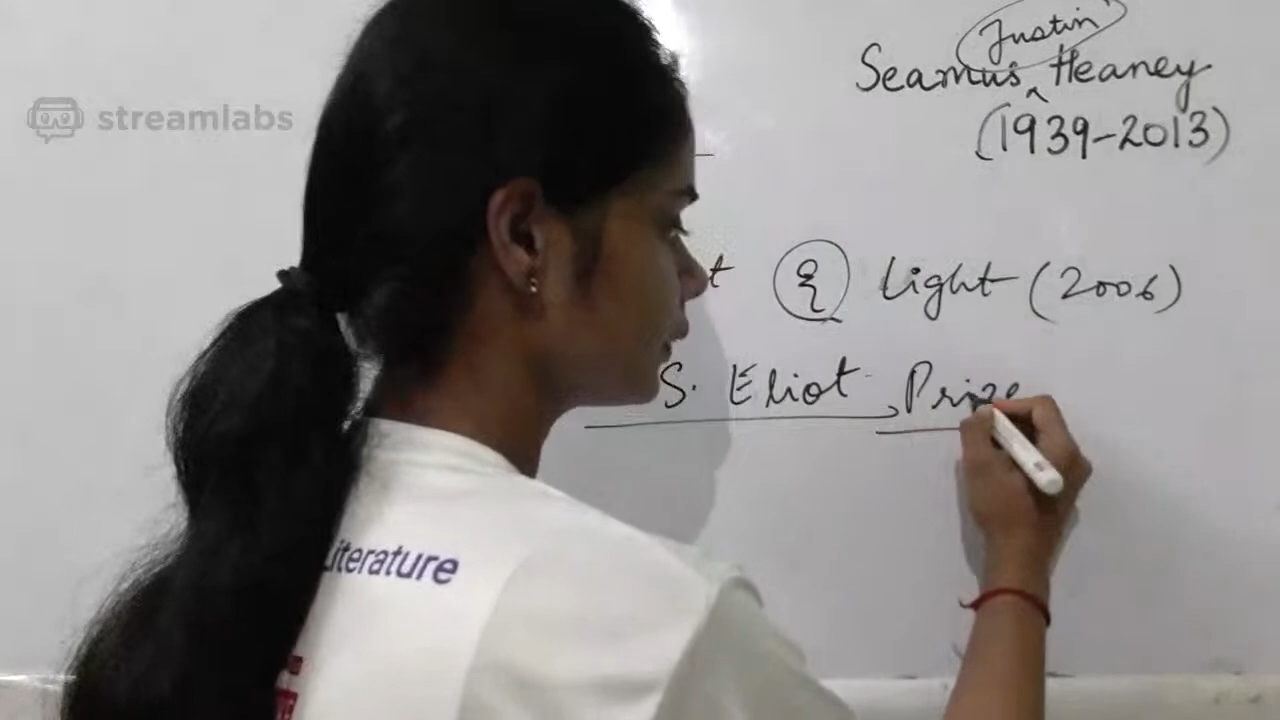 streamlabs
Justin
Seamus ^ Heaney
(1939-2013)
t & light (2006)
S. Eliot Prize
Literature